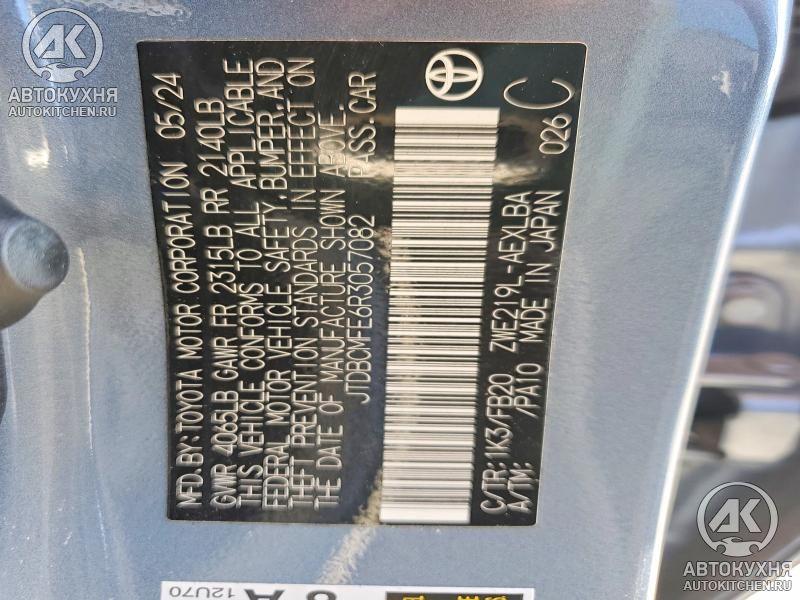 MFD.BY:TOYOTA MOTOR CORPORATION 05/24
GVWR 4065LB GAWR FR 2315LB RR 2140LB
THIS VEHICLE CONFORMS TO ALL APPLICABLE
FEDERAL MOTOR VEHICLE SAFETY,BUMPER,AND
THEFT PREVENTION STANDARDS IN EFFECT ON
THE DATE OF MANUFACTURE SHOWN ABOVE.
JTDBCMFE6R3057082 PASS.CAR
C/TR:1K3/FB20 ZWE219L-AEXLBA 026
A/TM: /PA10 MADE IN JAPAN C
12U70
АК
АВТОКУХНЯ
AUTOKITCHEN.RU
АК
АВТОКУХНЯ
AUTOKITCHEN.RU